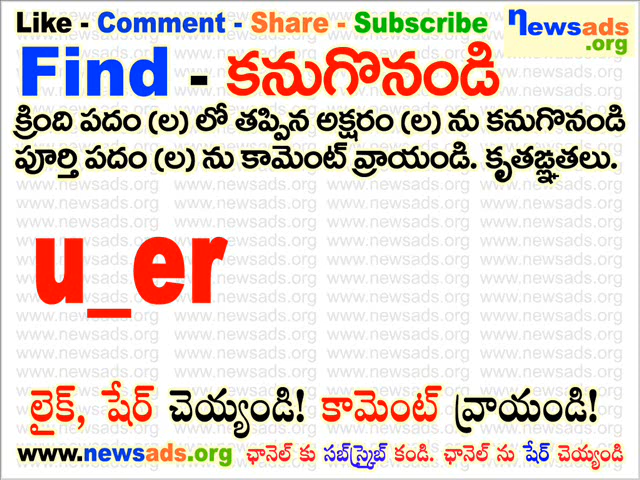 Like - Comment - Share - Subscribe
newsads
.org
Find - కనుగొనండి
క్రింది పదం (ల) లో తప్పిన అక్షరం (ల) ను కనుగొనండి
పూర్తి పదం (ల) ను కామెంట్ వ్రాయండి. కృతఙ్ఞతలు.
u_er
లైక్, షేర్ చెయ్యండి! కామెంట్ వ్రాయండి!
www.newsads.org ఛానెల్ కు సబ్‌స్క్రైబ్ కండి. ఛానెల్ ను షేర్ చెయ్యండి